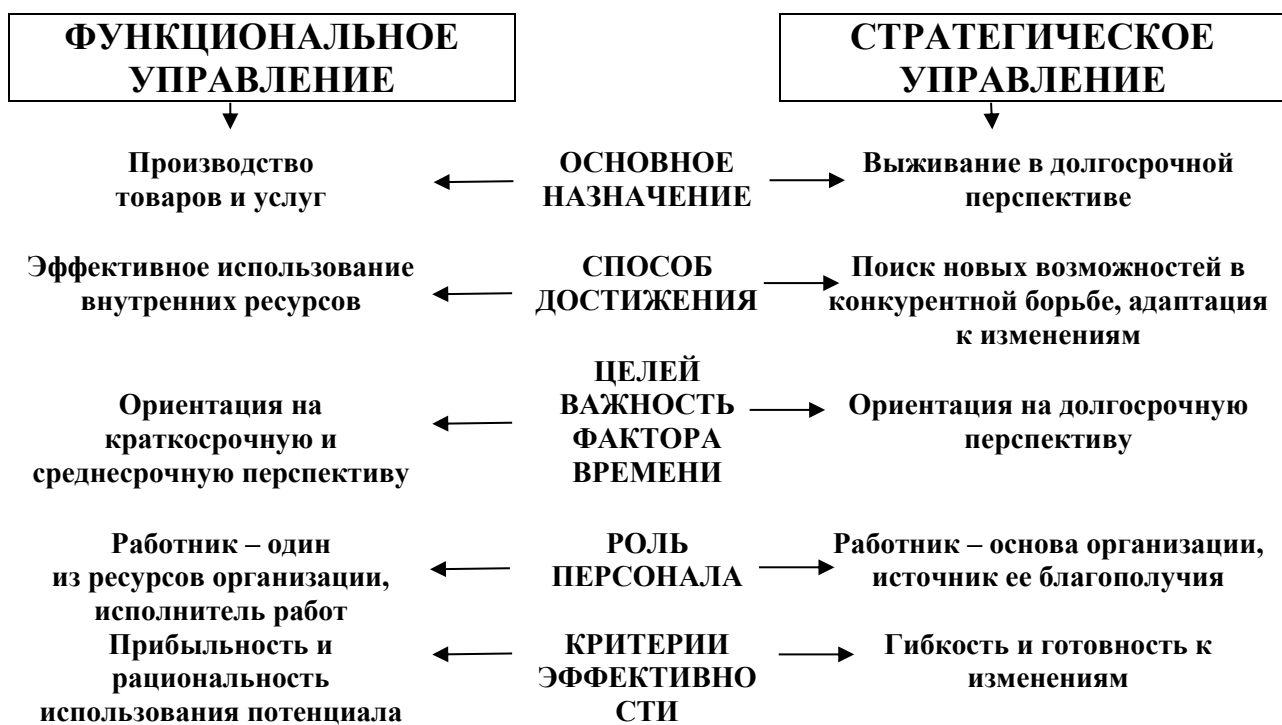 ФУНКЦИОНАЛЬНОЕ
УПРАВЛЕНИЕ
СТРАТЕГИЧЕСКОЕ
УПРАВЛЕНИЕ
Производство
товаров и услуг
ОСНОВНОЕ
НАЗНАЧЕНИЕ
Выживание в долгосрочной
перспективе
Эффективное использование
внутренних ресурсов
СПОСОБ
ДОСТИЖЕНИЯ
ЦЕЛЕЙ
Поиск новых возможностей в
конкурентной борьбе, адаптация
к изменениям
Ориентация на
краткосрочную и
среднесрочную перспективу
ВАЖНОСТЬ
ФАКТОРА
ВРЕМЕНИ
Ориентация на долгосрочную
перспективу
Работник – один
из ресурсов организации,
исполнитель работ
РОЛЬ
ПЕРСОНАЛА
Работник – основа организации,
источник ее благополучия
Прибыльность и
рациональность
использования потенциала
КРИТЕРИИ
ЭФФЕКТИВНО
СТИ
Гибкость и готовность к
изменениям